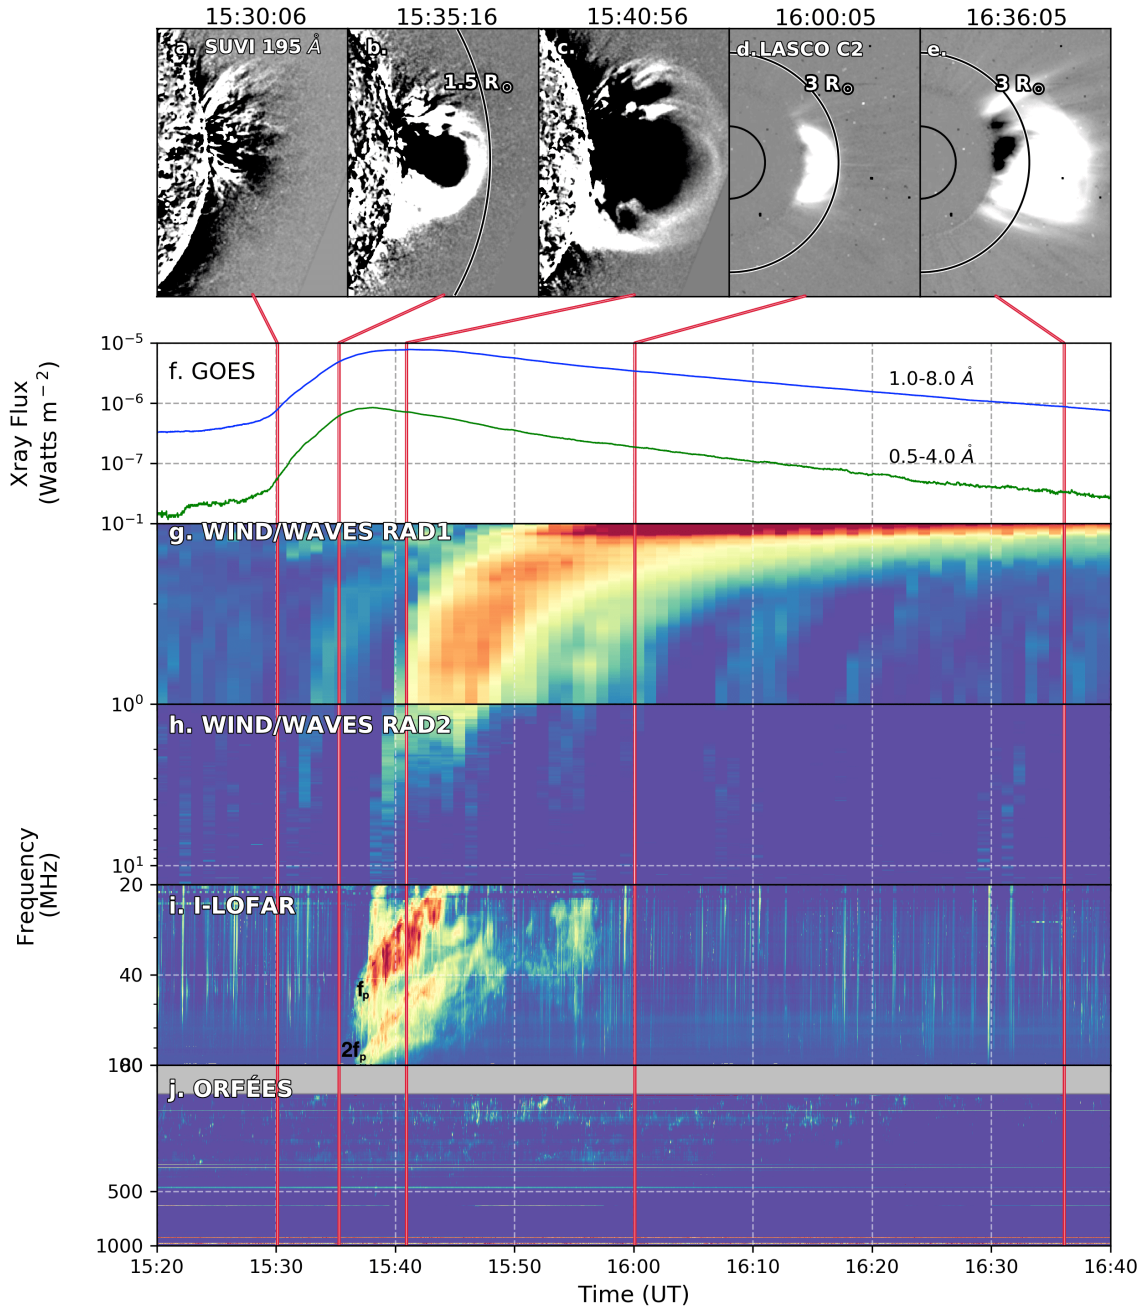 15:30:06 15:35:16 15:40:56 16:00:05 16:36:05
a. SUVI 195 Å b. c. d. LASCO C2 e.
1.5 R⊙ 3 R⊙ 3 R⊙
10⁻⁵
f. GOES
1.0-8.0 Å
10⁻⁶
Xray Flux
(Watts m⁻²)
0.5-4.0 Å
10⁻⁷
10⁻¹
g. WIND/WAVES RAD1
10⁰
h. WIND/WAVES RAD2
10¹
Frequency
(MHz)
20
i. I-LOFAR
40
fₚ
2fₚ
j. ORFÉES
500
1000
15:20 15:30 15:40 15:50 16:00 16:10 16:20 16:30 16:40
Time (UT)